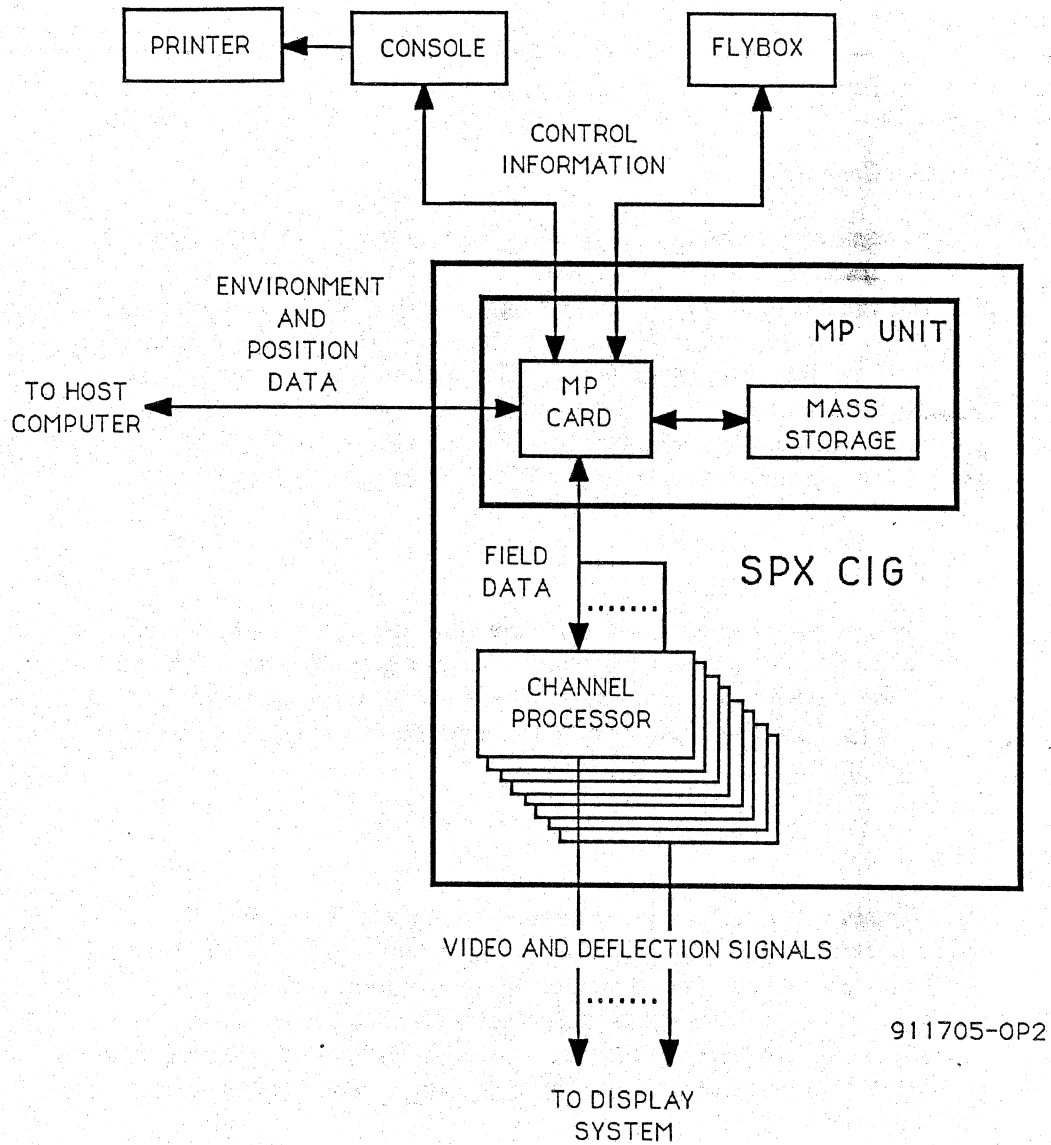 PRINTER
CONSOLE
FLYBOX
CONTROL
INFORMATION
ENVIRONMENT
AND
POSITION
DATA
MP UNIT
TO HOST
COMPUTER
MP
CARD
MASS
STORAGE
FIELD
DATA
SPX CIG
CHANNEL
PROCESSOR
VIDEO AND DEFLECTION SIGNALS
911705-OP2
TO DISPLAY
SYSTEM